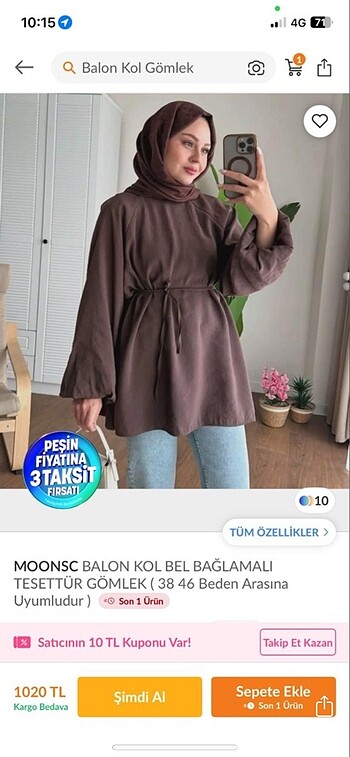 10:15
4G 71
Balon Kol Gömlek
1
PEŞİN
FİYATINA
3 TAKSİT
FIRSATI
10
TÜM ÖZELLİKLER
MOONSC BALON KOL BEL BAĞLAMALI
TESETTÜR GÖMLEK ( 38 46 Beden Arasına
Uyumludur ) Son 1 Ürün
% Satıcının 10 TL Kuponu Var! Takip Et Kazan
1020 TL
Kargo Bedava
Şimdi Al
Sepete Ekle
Son 1 Ürün